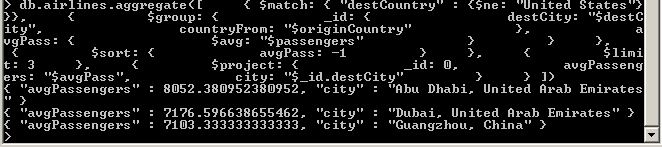 > db.airlines.aggregate([     { $match: { "destCountry" : {$ne: "United States"}
}},     {         $group: {             _id: {                 destCity: "$destC
ity",                 countryFrom: "$originCountry"             },             a
vgPass: {                 $avg: "$passengers"             }         }     },
 {         $sort: {             avgPass: -1         }     },     {         $limi
t: 3     },     {         $project: {             _id: 0,             avgPasseng
ers: "$avgPass",             city: "$_id.destCity"         }     } ])
{ "avgPassengers" : 8052.380952380952, "city" : "Abu Dhabi, United Arab Emirates
" }
{ "avgPassengers" : 7176.596638655462, "city" : "Dubai, United Arab Emirates" }
{ "avgPassengers" : 7103.333333333333, "city" : "Guangzhou, China" }
>